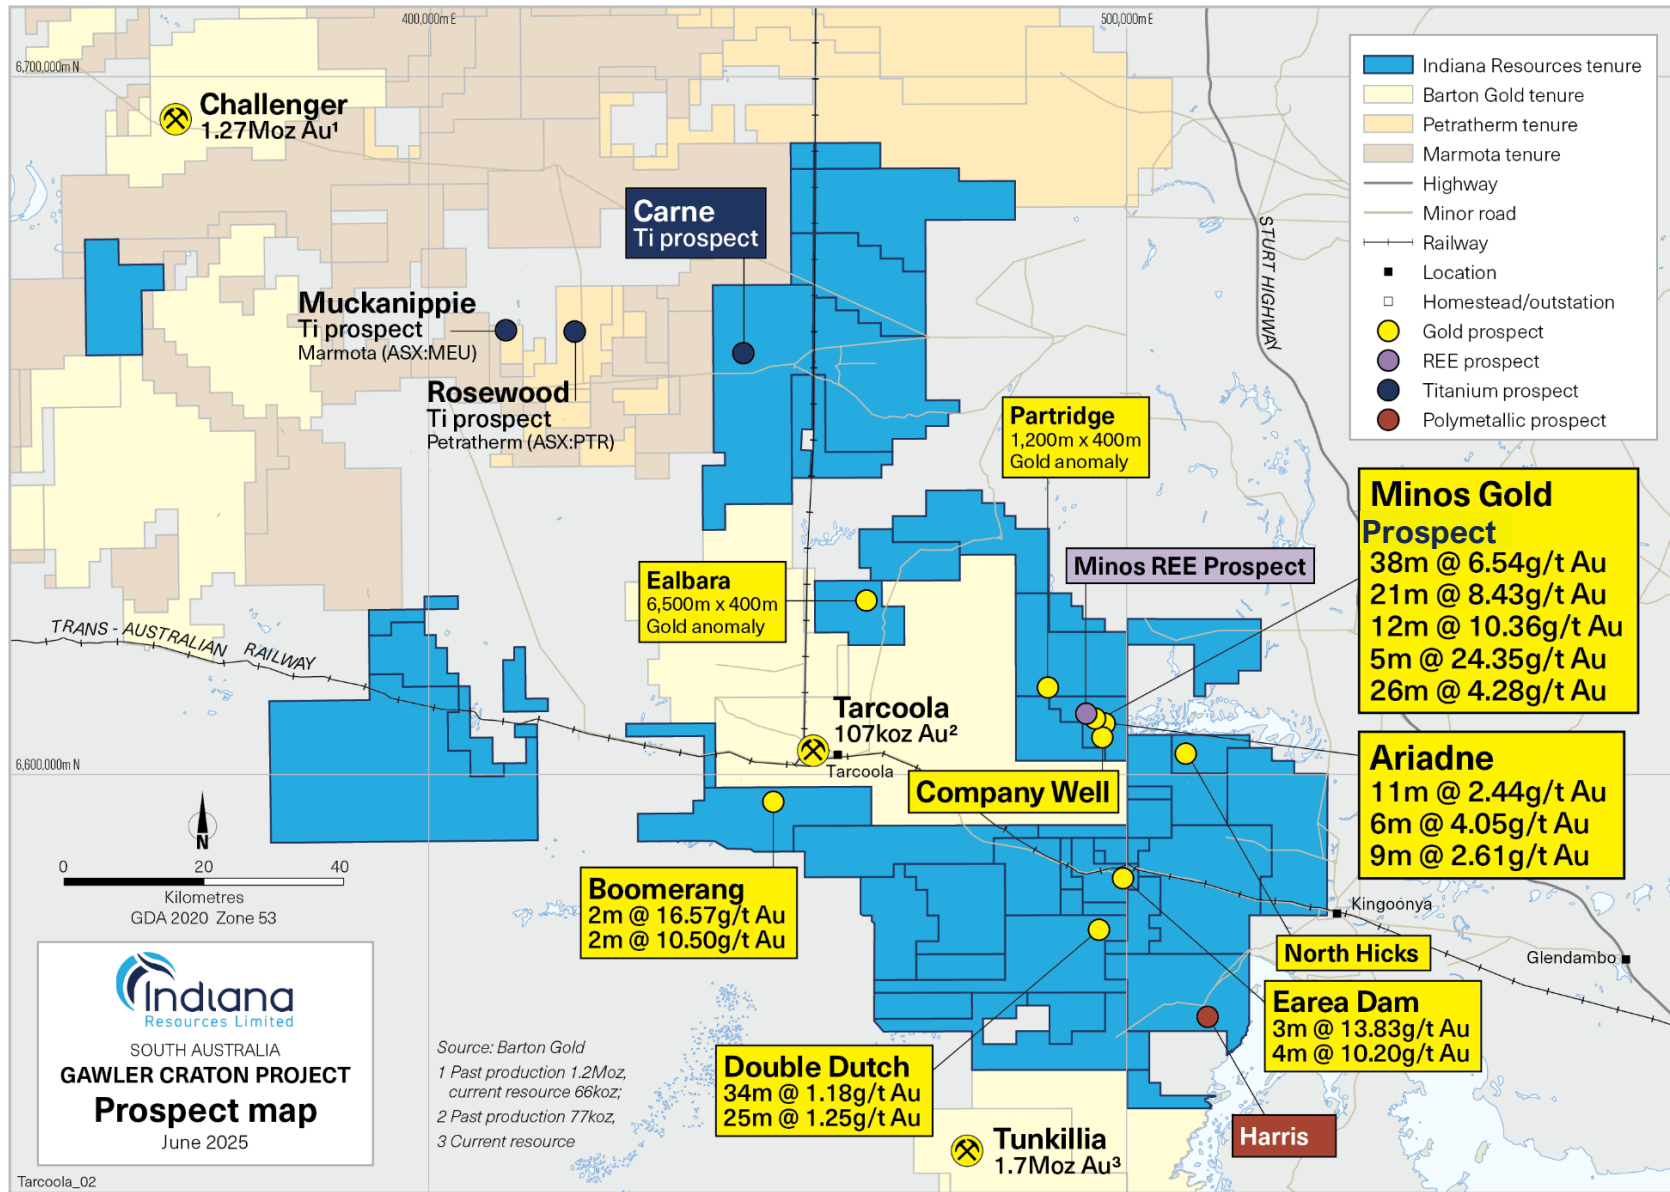 400,000m E
500,000m E
6,700,000m N
Challenger
1.27Moz Au¹
Indiana Resources tenure
Barton Gold tenure
Petratherm tenure
Marmota tenure
Highway
Minor road
Railway
Location
Homestead/outstation
Gold prospect
REE prospect
Titanium prospect
Polymetallic prospect
STURT HIGHWAY
Carne
Ti prospect
Muckanippie
Ti prospect
Marmota (ASX:MEU)
Rosewood
Ti prospect
Petratherm (ASX:PTR)
Partridge
1,200m x 400m
Gold anomaly
Minos Gold
Prospect
38m @ 6.54g/t Au
21m @ 8.43g/t Au
12m @ 10.36g/t Au
5m @ 24.35g/t Au
26m @ 4.28g/t Au
Minos REE Prospect
Ealbara
6,500m x 400m
Gold anomaly
TRANS - AUSTRALIAN RAILWAY
Tarcoola
107koz Au²
Tarcoola
6,600,000m N
Company Well
Ariadne
11m @ 2.44g/t Au
6m @ 4.05g/t Au
9m @ 2.61g/t Au
N
0 20 40
Kilometres
GDA 2020 Zone 53
Boomerang
2m @ 16.57g/t Au
2m @ 10.50g/t Au
Kingoonya
North Hicks
Glendambo
Earea Dam
3m @ 13.83g/t Au
4m @ 10.20g/t Au
Indiana
Resources Limited
SOUTH AUSTRALIA
GAWLER CRATON PROJECT
Prospect map
June 2025
Source: Barton Gold
1 Past production 1.2Moz,
current resource 66koz;
2 Past production 77koz,
3 Current resource
Double Dutch
34m @ 1.18g/t Au
25m @ 1.25g/t Au
Harris
Tunkillia
1.7Moz Au³
Tarcoola_02